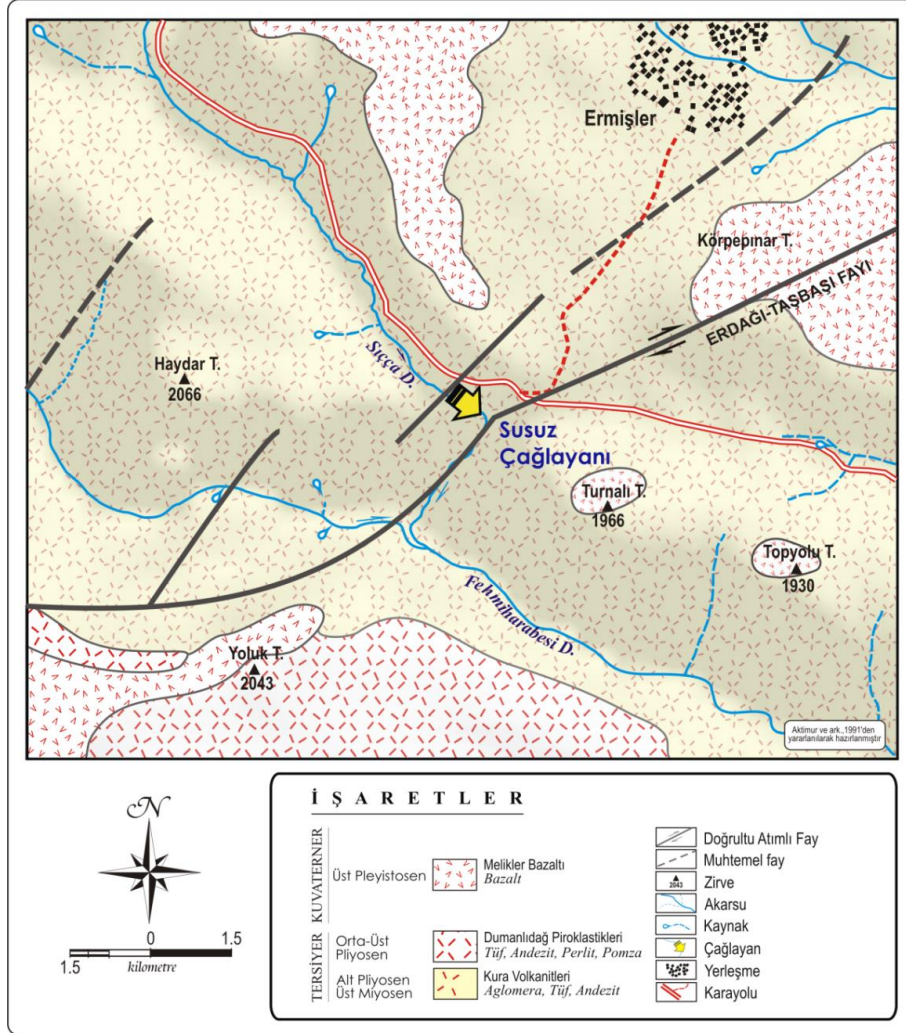 Ermişler
Körpepınar T.
ERDAĞI-TAŞBAŞI FAYI
Haydar T.
2066
Sıçça D.
Susuz
Çağlayanı
Turnalı T.
1966
Topyolu T.
1930
Fehmiharabesi D.
Yoluk T.
2043
Aktimur ve ark.,1991'den
yararlanılarak hazırlanmıştır
N
0
1.5
1.5
kilometre
İŞARETLER
KUVATERNER
Üst Pleyistosen
Melikler Bazaltı
Bazalt
TERSİYER
Orta-Üst
Pliyosen
Dumanlıdağ Piroklastikleri
Tüf, Andezit, Perlit, Pomza
Alt Pliyosen
Üst Miyosen
Kura Volkanitleri
Aglomera, Tüf, Andezit
Doğrultu Atımlı Fay
Muhtemel fay
2043
Zirve
Akarsu
Kaynak
Çağlayan
Yerleşme
Karayolu